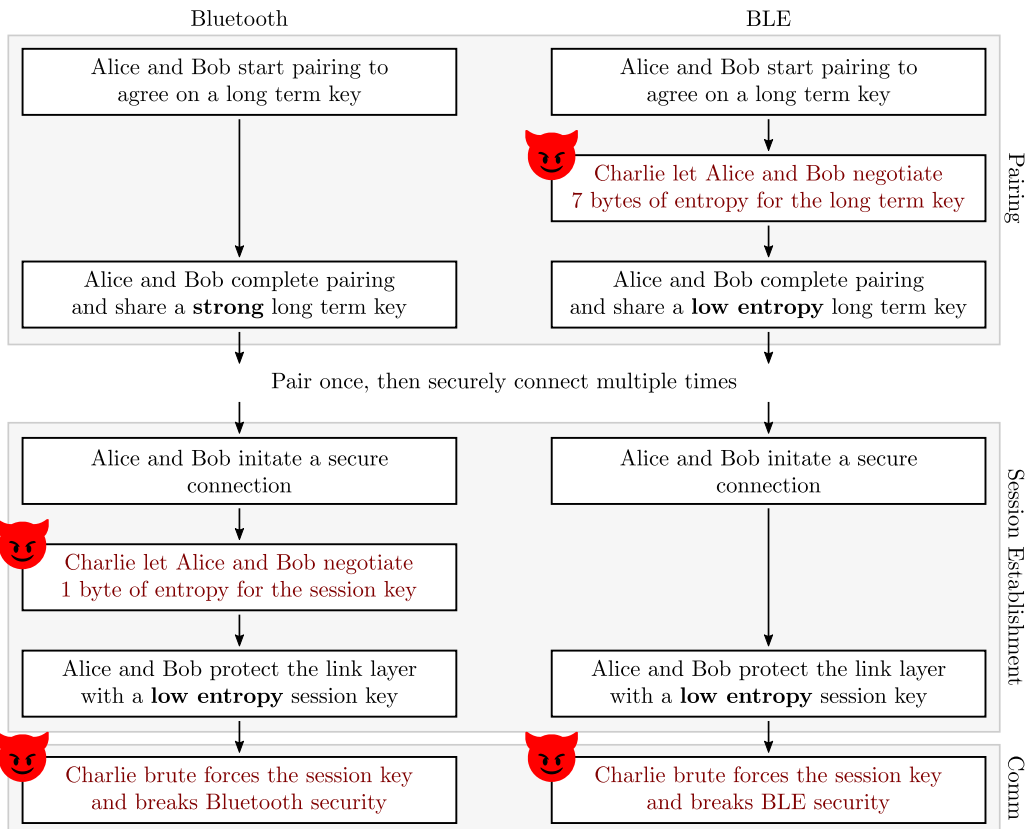 Bluetooth
BLE
Alice and Bob start pairing to
agree on a long term key
Alice and Bob start pairing to
agree on a long term key
Charlie let Alice and Bob negotiate
7 bytes of entropy for the long term key
Pairing
Alice and Bob complete pairing
and share a strong long term key
Alice and Bob complete pairing
and share a low entropy long term key
Pair once, then securely connect multiple times
Alice and Bob initate a secure
connection
Alice and Bob initate a secure
connection
Charlie let Alice and Bob negotiate
1 byte of entropy for the session key
Session Establishment
Alice and Bob protect the link layer
with a low entropy session key
Alice and Bob protect the link layer
with a low entropy session key
Charlie brute forces the session key
and breaks Bluetooth security
Charlie brute forces the session key
and breaks BLE security
Comm